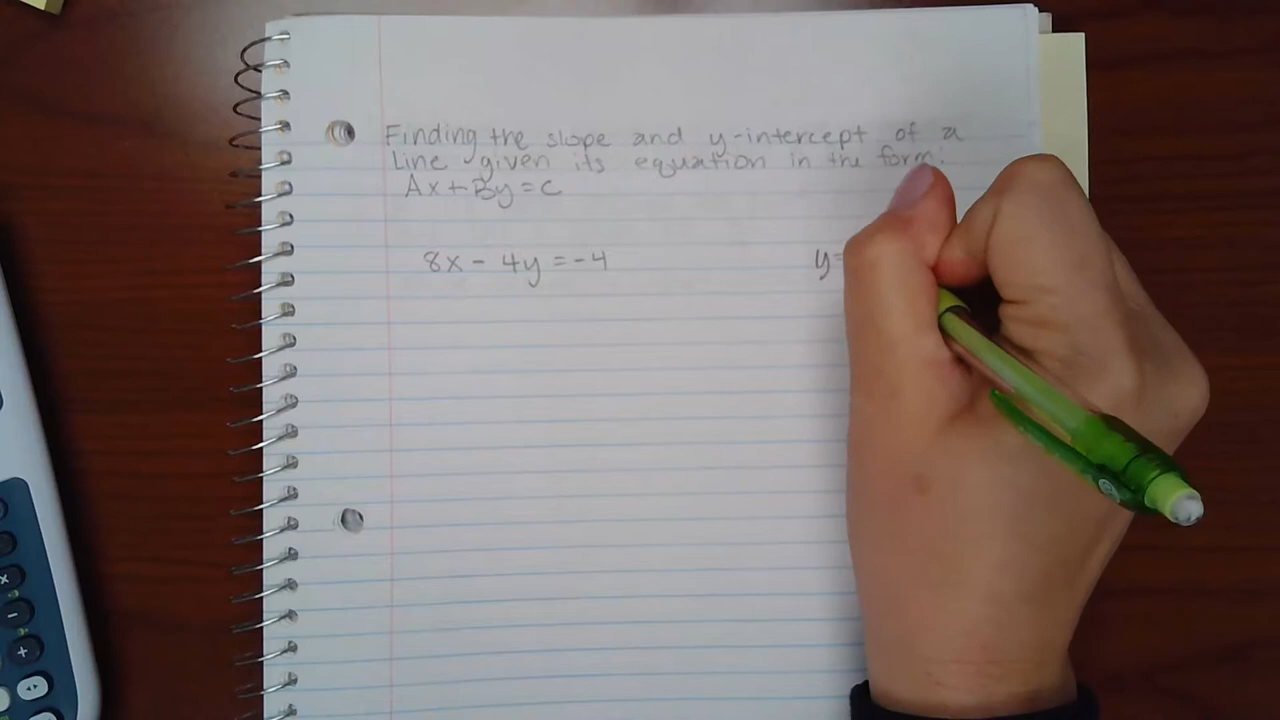 Finding the slope and y-intercept of a
Line given its equation in the form:
Ax+By=C
8x - 4y = -4
y=